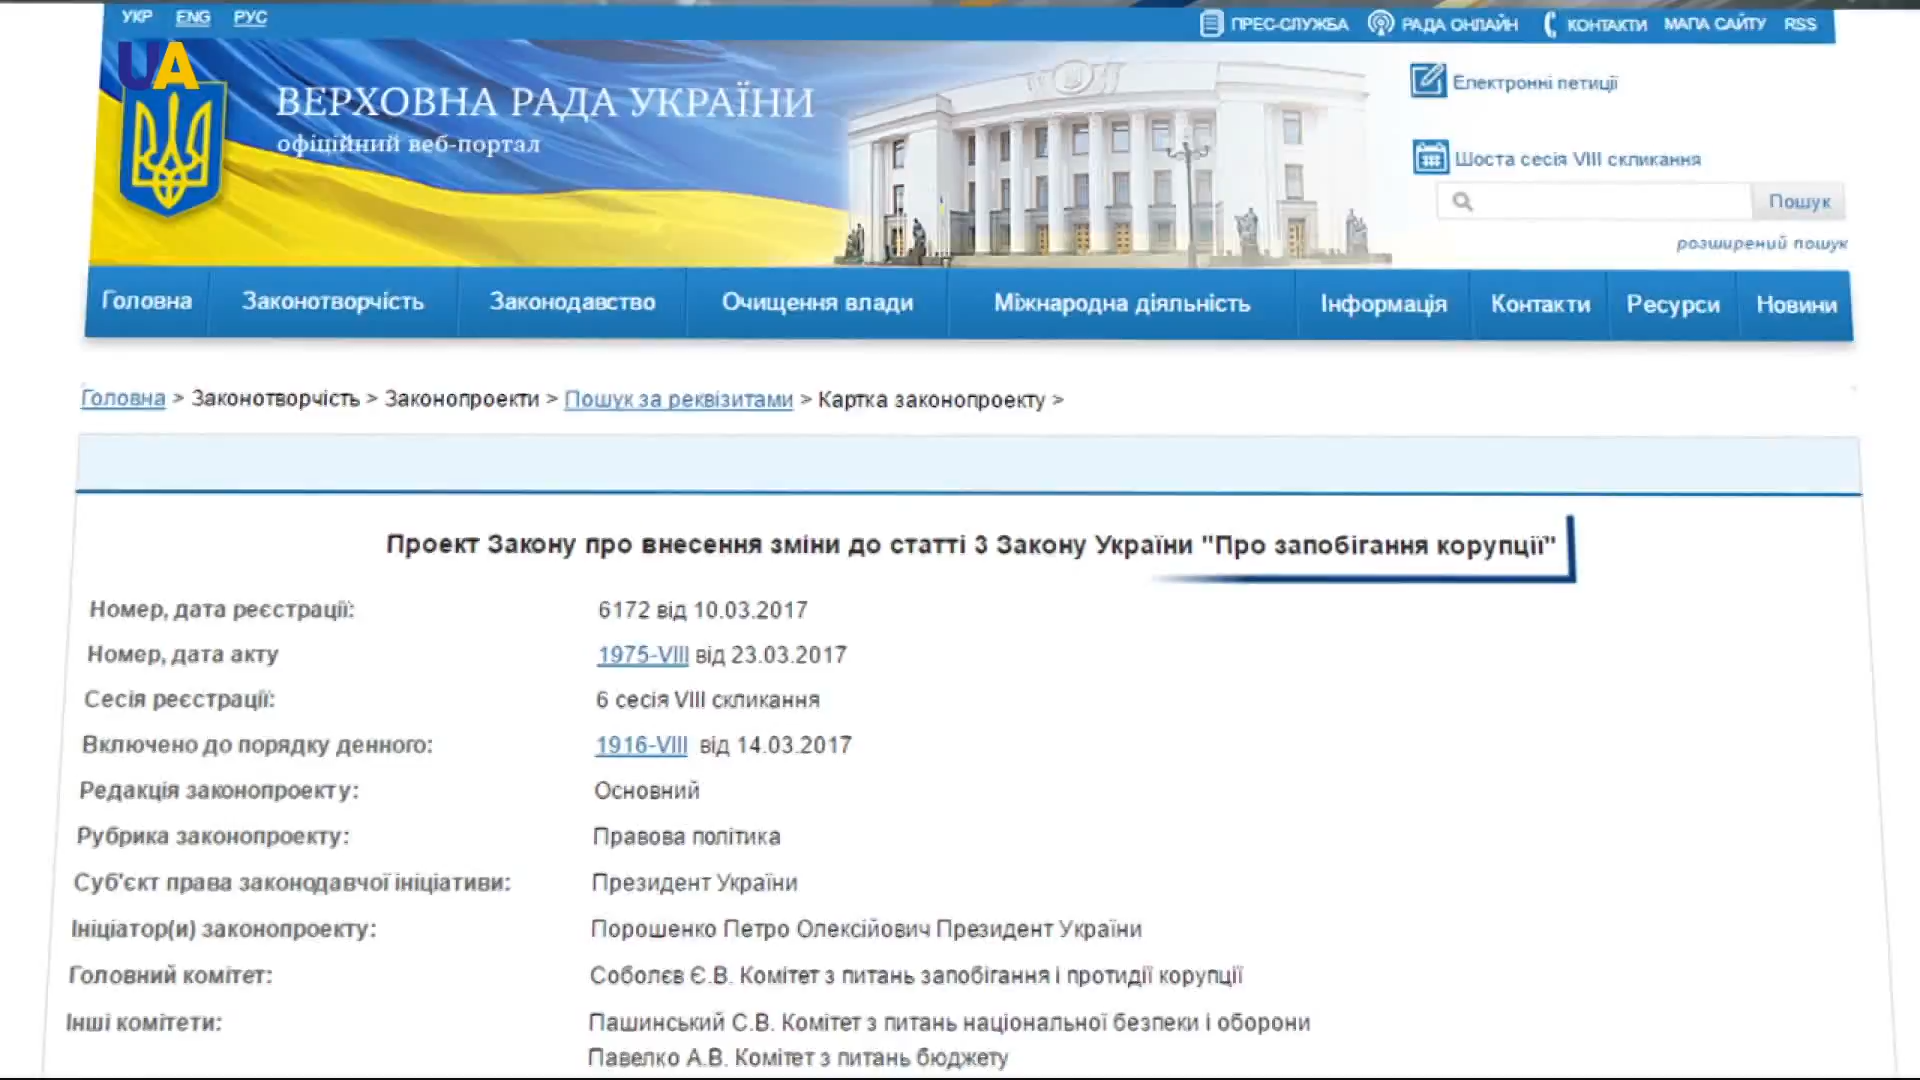 УКР ENG РУС
ПРЕС-СЛУЖБА РАДА ОНЛАЙН КОНТАКТИ МАПА САЙТУ RSS
UA
ВЕРХОВНА РАДА УКРАЇНИ
офіційний веб-портал
Електронні петиції
Шоста сесія VIII скликання
Пошук
розширений пошук
Головна Законотворчість Законодавство Очищення влади Міжнародна діяльність Інформація Контакти Ресурси Новини
Головна > Законотворчість > Законопроекти > Пошук за реквізитами > Картка законопроекту >
Проект Закону про внесення зміни до статті 3 Закону України "Про запобігання корупції"
Номер, дата реєстрації: 6172 від 10.03.2017
Номер, дата акту 1975-VIII від 23.03.2017
Сесія реєстрації: 6 сесія VIII скликання
Включено до порядку денного: 1916-VIII від 14.03.2017
Редакція законопроекту: Основний
Рубрика законопроекту: Правова політика
Суб'єкт права законодавчої ініціативи: Президент України
Ініціатор(и) законопроекту: Порошенко Петро Олексійович Президент України
Головний комітет: Соболєв Є.В. Комітет з питань запобігання і протидії корупції
Інші комітети: Пашинський С.В. Комітет з питань національної безпеки і оборони
Павелко А.В. Комітет з питань бюджету